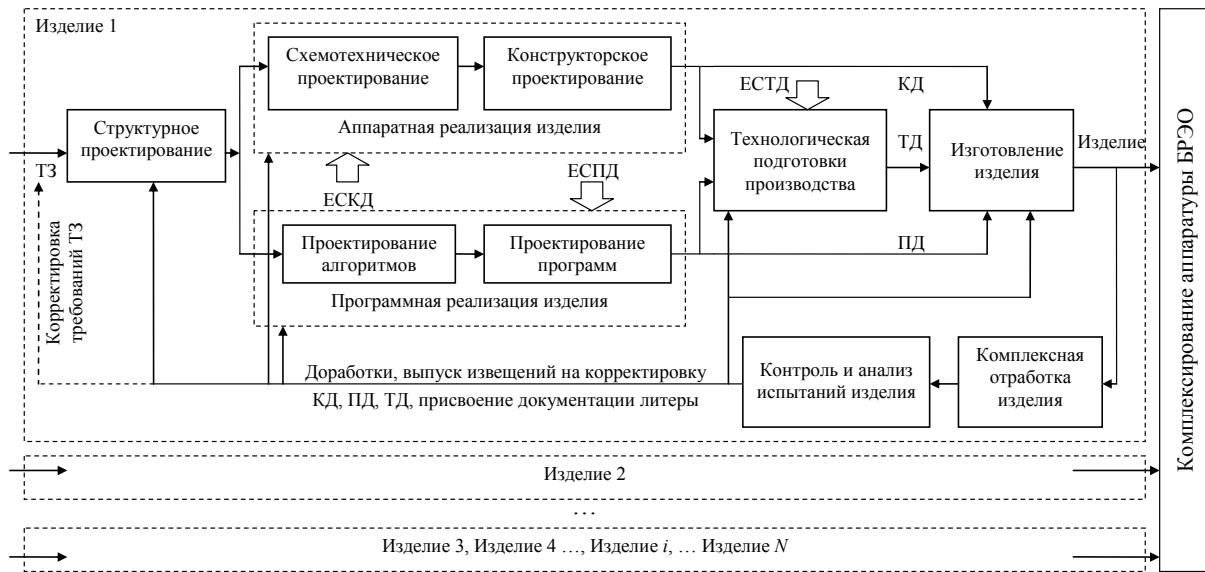 Изделие 1
Схемотехническое
проектирование
Конструкторское
проектирование
Аппаратная реализация изделия
ЕСТД
КД
Структурное
проектирование
ТЗ
Технологическая
подготовки
производства
ТД
Изготовление
изделия
Изделие
ЕСКД
ЕСПД
Проектирование
алгоритмов
Проектирование
программ
Программная реализация изделия
ПД
Корректировка
требований ТЗ
Доработки, выпуск извещений на корректировку
КД, ПД, ТД, присвоение документации литеры
Контроль и анализ
испытаний изделия
Комплексная
отработка
изделия
Комплексирование аппаратуры БРЭО
Изделие 2
…
Изделие 3, Изделие 4 …, Изделие i, … Изделие N